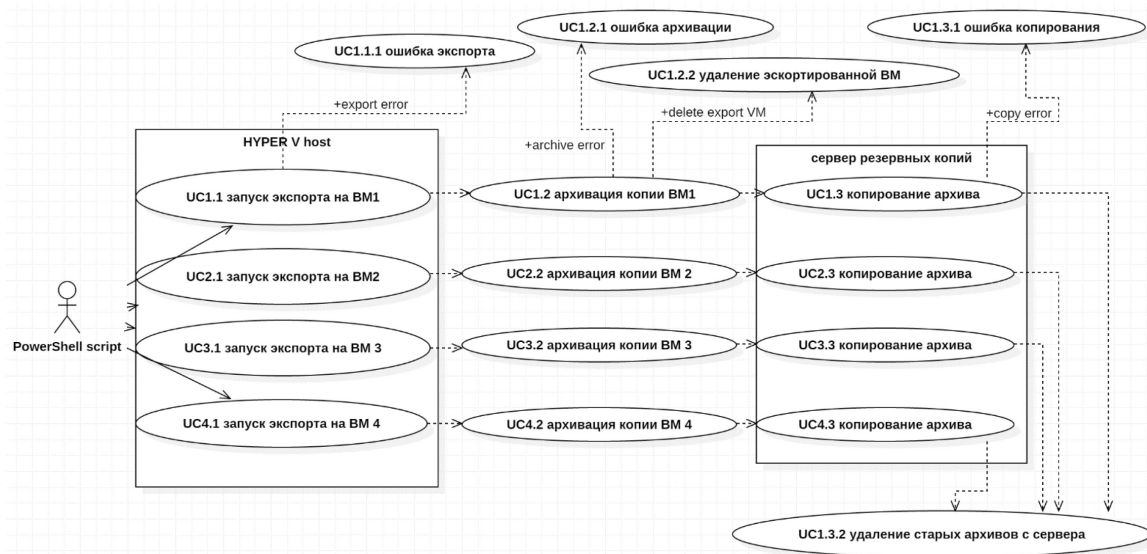 UC1.2.1 ошибка архивации
UC1.3.1 ошибка копирования
UC1.1.1 ошибка экспорта
UC1.2.2 удаление эскортированной ВМ
+export error
+delete export VM
+copy error
+archive error
HYPER V host
сервер резервных копий
UC1.1 запуск экспорта на ВМ1
UC1.2 архивация копии ВМ1
UC1.3 копирование архива
UC2.1 запуск экспорта на ВМ2
UC2.2 архивация копии ВМ 2
UC2.3 копирование архива
PowerShell script
UC3.1 запуск экспорта на ВМ 3
UC3.2 архивация копии ВМ 3
UC3.3 копирование архива
UC4.1 запуск экспорта на ВМ 4
UC4.2 архивация копии ВМ 4
UC4.3 копирование архива
UC1.3.2 удаление старых архивов с сервера